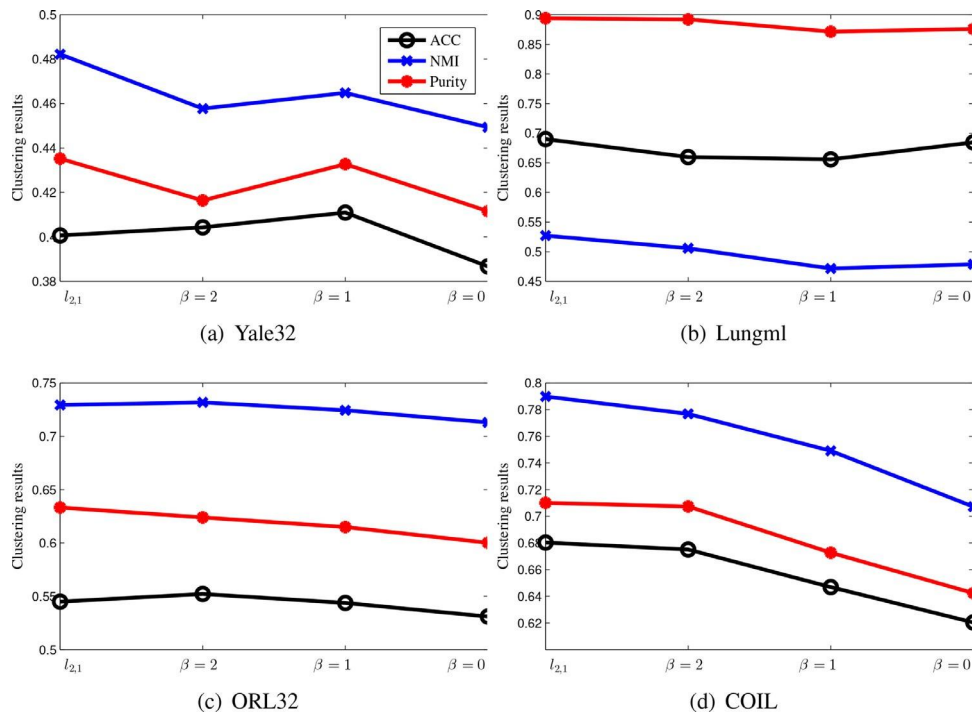 0.5
0.48
0.46
0.44
0.42
0.4
0.38
Clustering results
ACC
NMI
Purity
l2,1
β = 2
β = 1
β = 0
(a) Yale32
0.9
0.85
0.8
0.75
0.7
0.65
0.6
0.55
0.5
0.45
Clustering results
l2,1
β = 2
β = 1
β = 0
(b) Lungml
0.75
0.7
0.65
0.6
0.55
0.5
Clustering results
l2,1
β = 2
β = 1
β = 0
(c) ORL32
0.8
0.78
0.76
0.74
0.72
0.7
0.68
0.66
0.64
0.62
Clustering results
l2,1
β = 2
β = 1
β = 0
(d) COIL